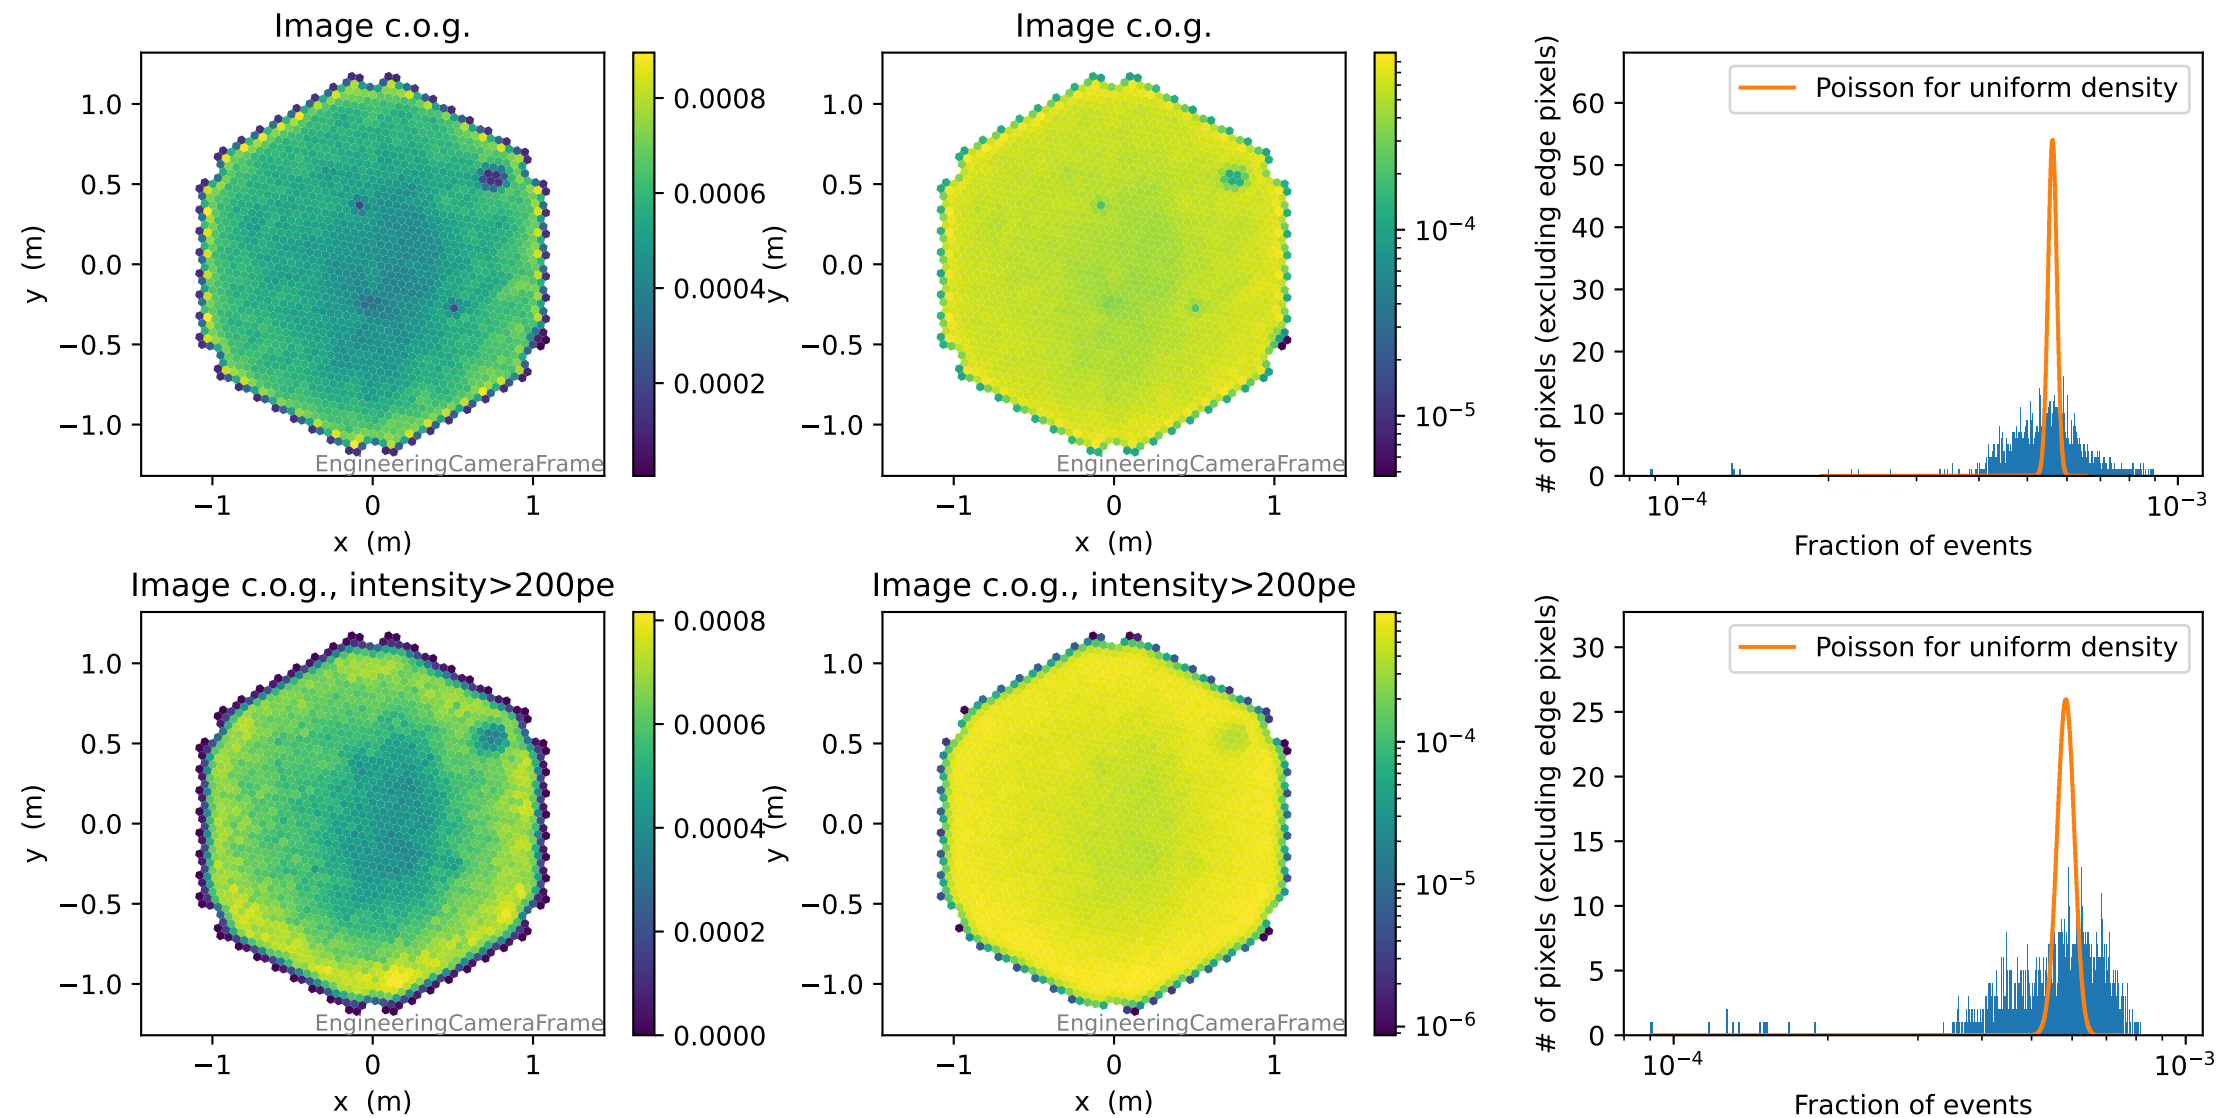 Image c.o.g.
1.0
0.5
0.0
−0.5
−1.0
y (m)
−1
0
1
x (m)
EngineeringCameraFrame
0.0008
0.0006
0.0004
0.0002
Image c.o.g.
1.0
0.5
0.0
−0.5
−1.0
y (m)
−1
0
1
x (m)
EngineeringCameraFrame
10⁻⁴
10⁻⁵
# of pixels (excluding edge pixels)
60
50
40
30
20
10
0
Poisson for uniform density
10⁻⁴
10⁻³
Fraction of events
Image c.o.g., intensity>200pe
1.0
0.5
0.0
−0.5
−1.0
y (m)
−1
0
1
x (m)
EngineeringCameraFrame
0.0008
0.0006
0.0004
0.0002
0.0000
Image c.o.g., intensity>200pe
1.0
0.5
0.0
−0.5
−1.0
y (m)
−1
0
1
x (m)
EngineeringCameraFrame
10⁻⁴
10⁻⁵
10⁻⁶
# of pixels (excluding edge pixels)
30
25
20
15
10
5
0
Poisson for uniform density
10⁻⁴
10⁻³
Fraction of events